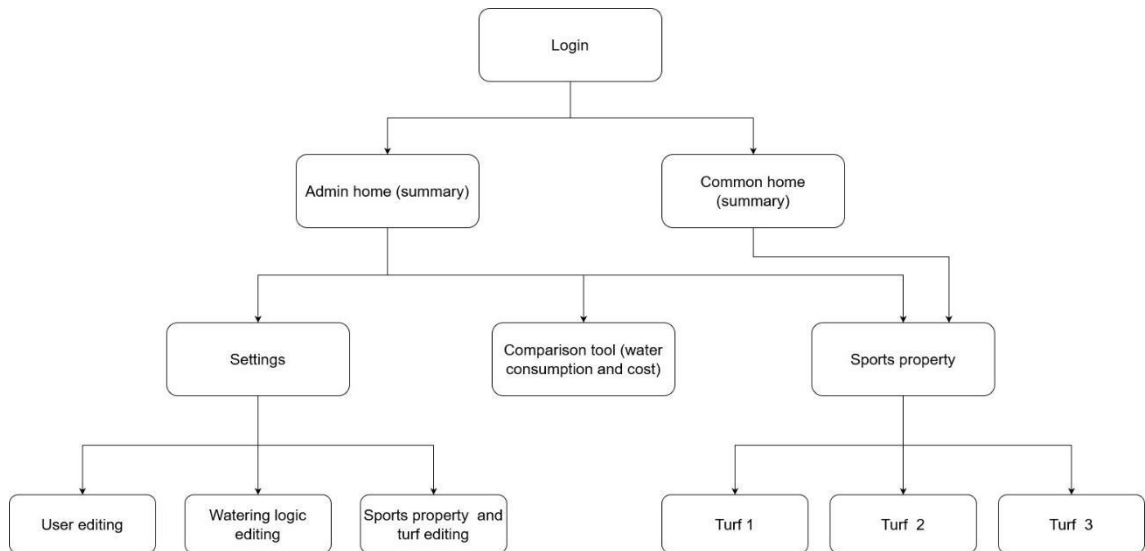 Login
Admin home (summary)
Common home
(summary)
Settings
Comparison tool (water
consumption and cost)
Sports property
User editing
Watering logic
editing
Sports property and
turf editing
Turf 1
Turf 2
Turf 3